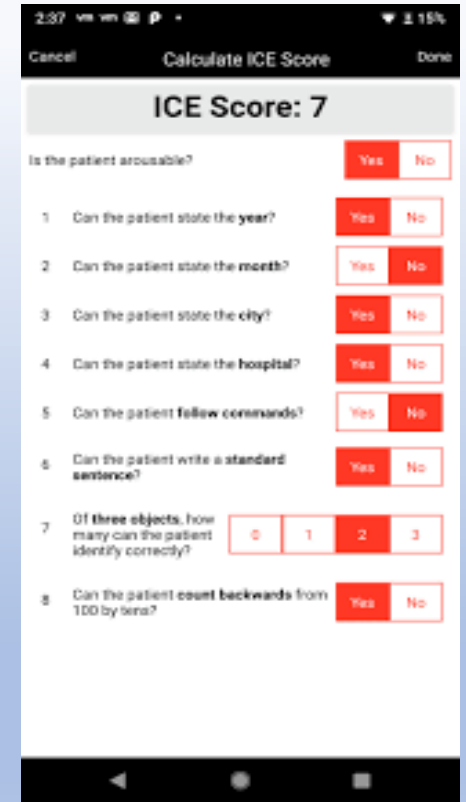 2:37 15%
Cancel Calculate ICE Score Done
ICE Score: 7
Is the patient arousable? Yes No
1 Can the patient state the year? Yes No
2 Can the patient state the month? Yes No
3 Can the patient state the city? Yes No
4 Can the patient state the hospital? Yes No
5 Can the patient follow commands? Yes No
6 Can the patient write a standard
sentence? Yes No
7 Of three objects, how
many can the patient 0 1 2 3
identify correctly?
8 Can the patient count backwards from
100 by tens? Yes No